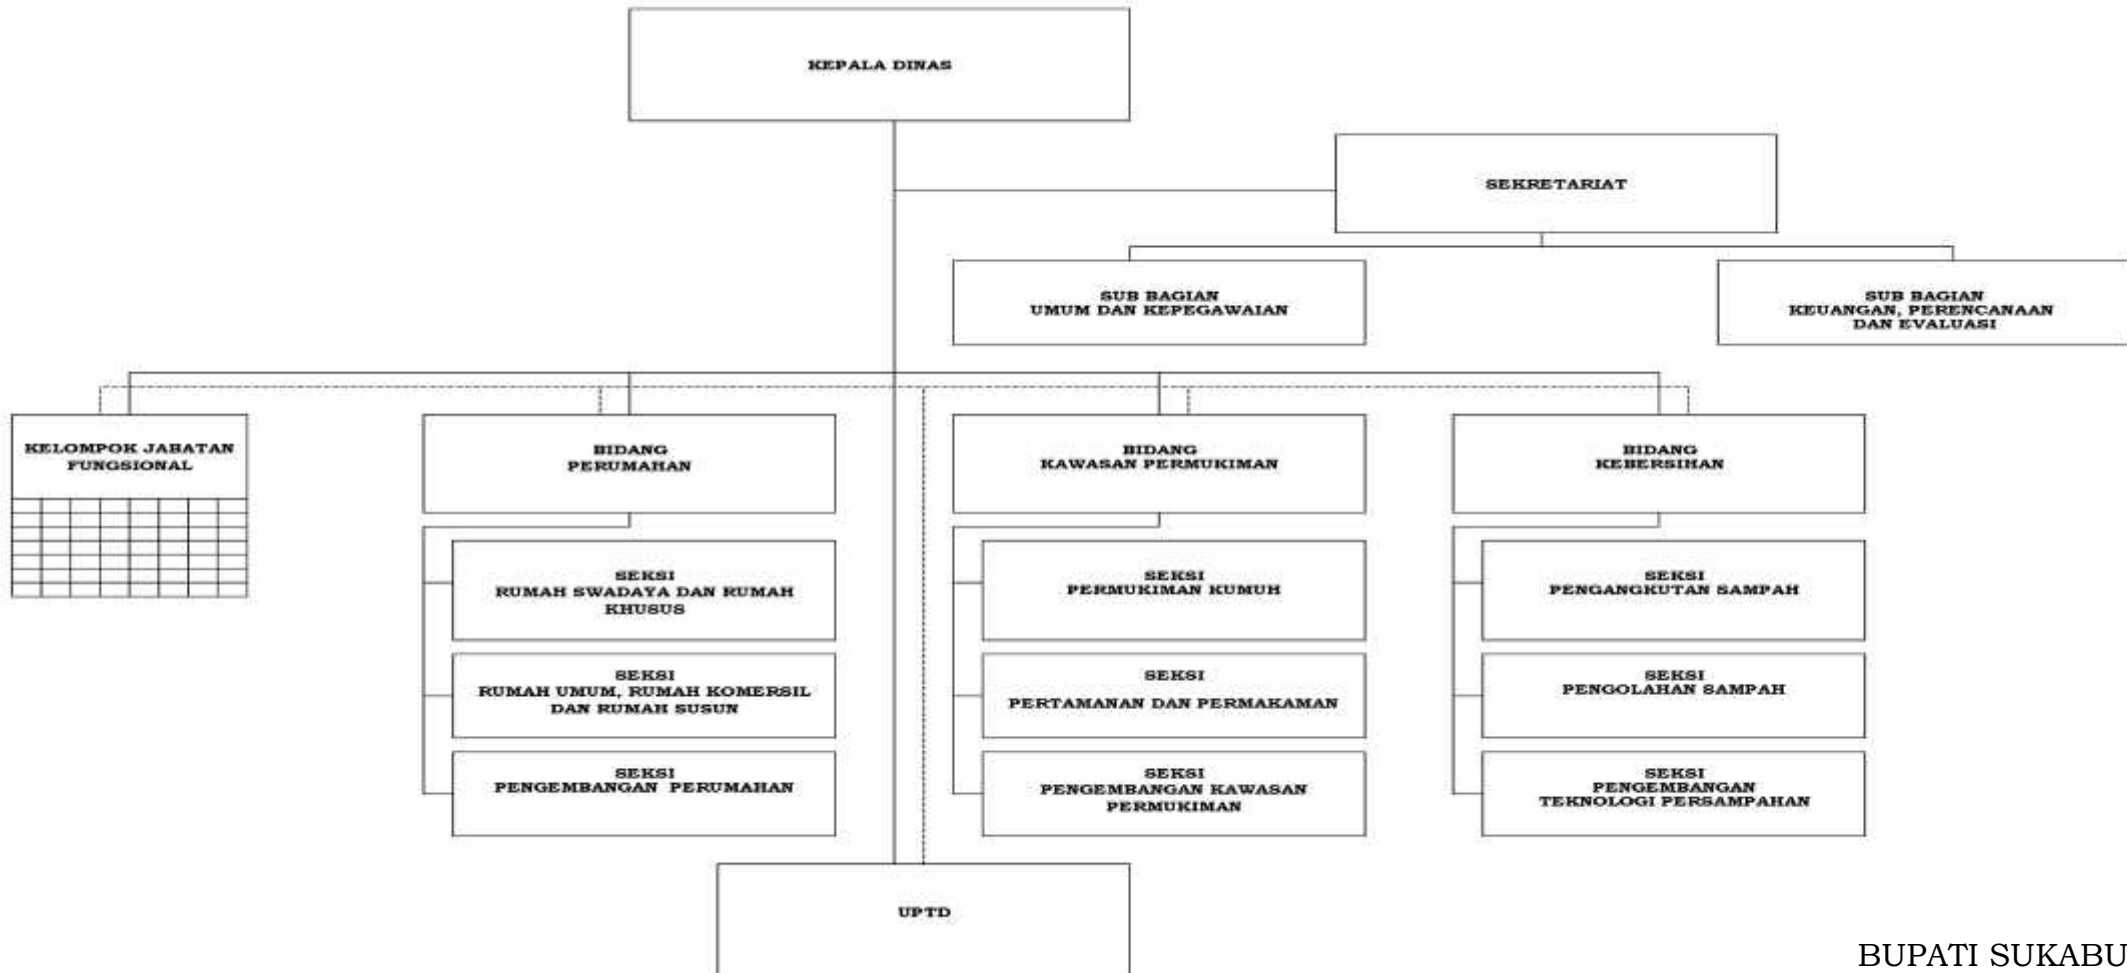 KEPALA DINAS
SEKRETARIAT
SUB BAGIAN
UMUM DAN KEPEGAWAIAN
SUB BAGIAN
KEUANGAN, PERENCANAAN
DAN EVALUASI
KELOMPOK JABATAN
FUNGSIONAL
BIDANG
PERUMAHAN
BIDANG
KAWASAN PERMUKIMAN
BIDANG
KEBERSIHAN
SEKSI
RUMAH SWADAYA DAN RUMAH
KHUSUS
SEKSI
RUMAH UMUM, RUMAH KOMERSIL
DAN RUMAH SUSUN
SEKSI
PENGEMBANGAN PERUMAHAN
SEKSI
PERMUKIMAN KUMUH
SEKSI
PERTAMANAN DAN PERMAKAMAN
SEKSI
PENGEMBANGAN KAWASAN
PERMUKIMAN
SEKSI
PENGANGKUTAN SAMPAH
SEKSI
PENGOLAHAN SAMPAH
SEKSI
PENGEMBANGAN
TEKNOLOGI PERSAMPAHAN
UPTD
BUPATI SUKABU